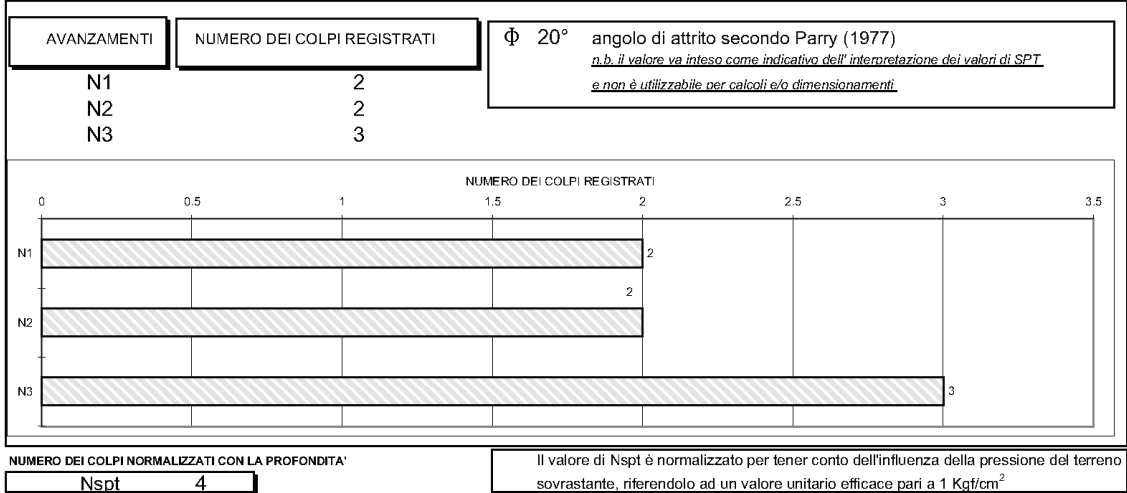 AVANZAMENTI NUMERO DEI COLPI REGISTRATI
Φ 20° angolo di attrito secondo Parry (1977)
n.b. il valore va inteso come indicativo dell' interpretazione dei valori di SPT
e non è utilizzabile per calcoli e/o dimensionamenti
N1 2
N2 2
N3 3
NUMERO DEI COLPI REGISTRATI
0 0.5 1 1.5 2 2.5 3 3.5
N1 2
2
N2
N3 3
NUMERO DEI COLPI NORMALIZZATI CON LA PROFONDITA'
Nspt 4
Il valore di Nspt è normalizzato per tener conto dell'influenza della pressione del terreno
sovrastante, riferendolo ad un valore unitario efficace pari a 1 Kgf/cm²